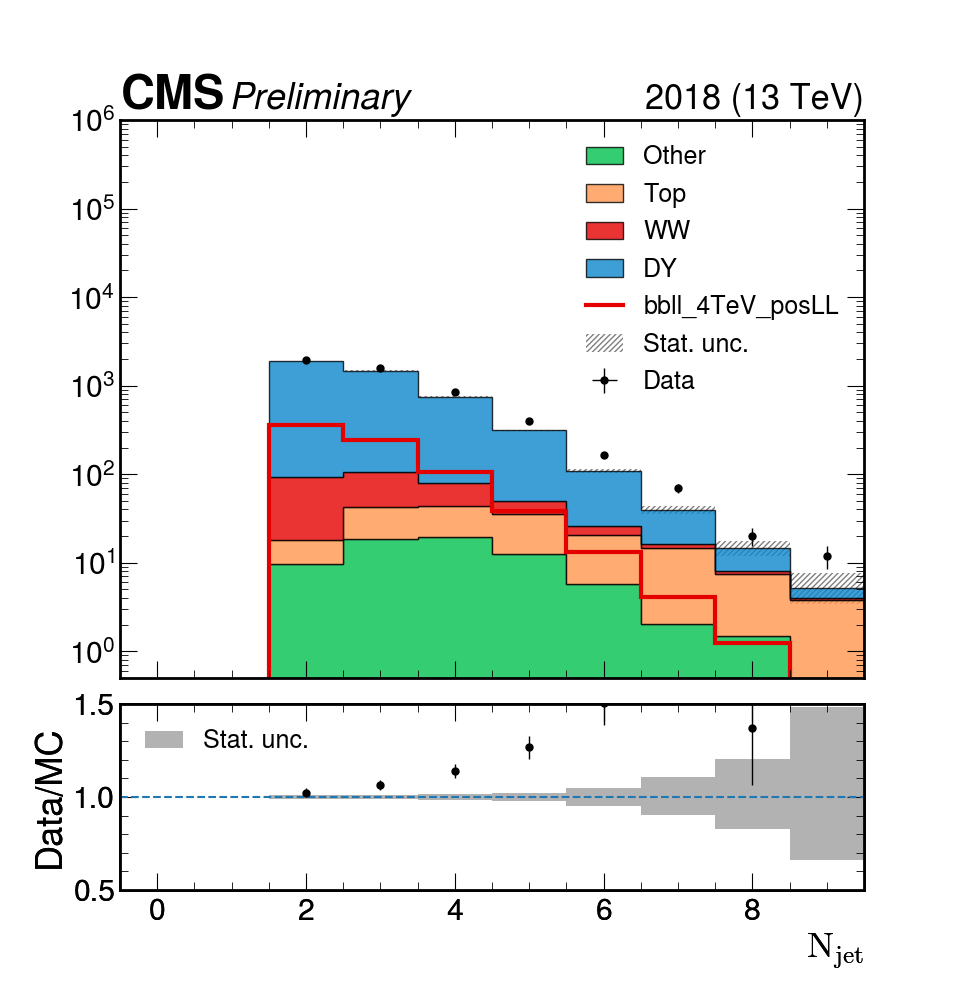 CMS Preliminary 2018 (13 TeV)
10^6
10^5
10^4
10^3
10^2
10^1
10^0
Other
Top
WW
DY
bbll_4TeV_posLL
Stat. unc.
Data
1.5
1.0
0.5
Data/MC
Stat. unc.
0 2 4 6 8
N_jet